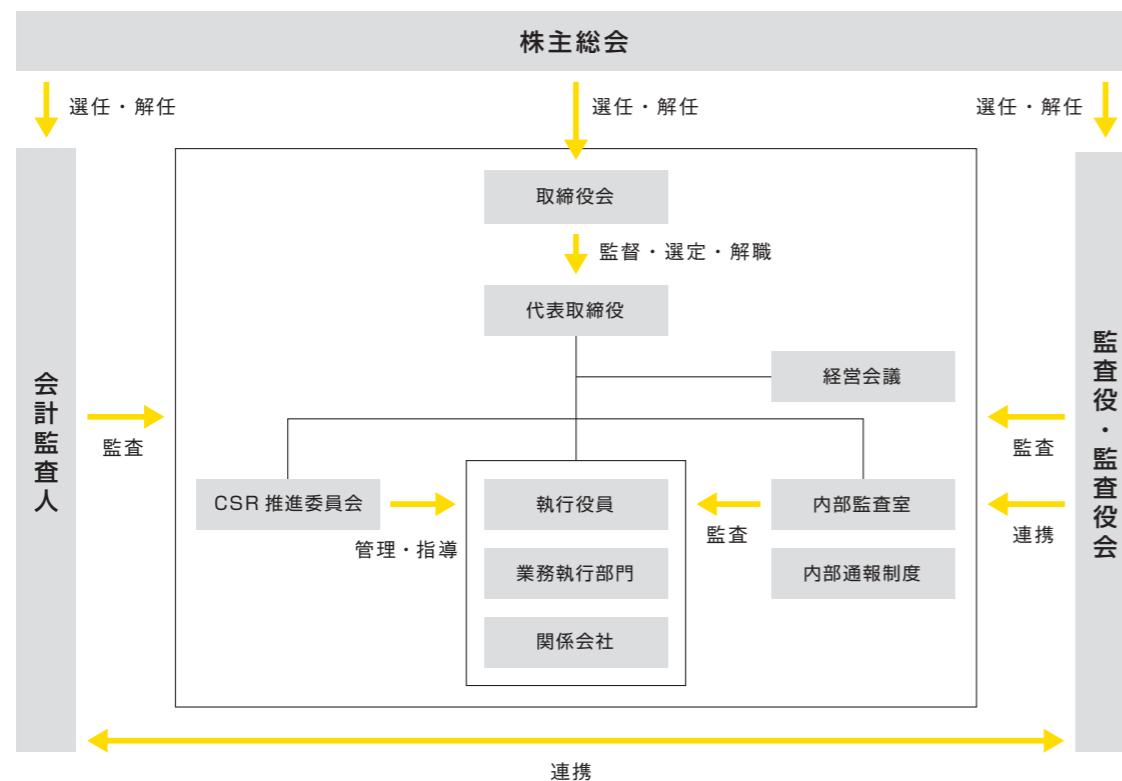 株主総会
選任・解任
選任・解任
選任・解任
取締役会
監督・選定・解職
代表取締役
経営会議
会計監査人
監査
監査役・監査役会
監査
CSR 推進委員会
管理・指導
執行役員
監査
内部監査室
連携
業務執行部門
内部通報制度
関係会社
連携